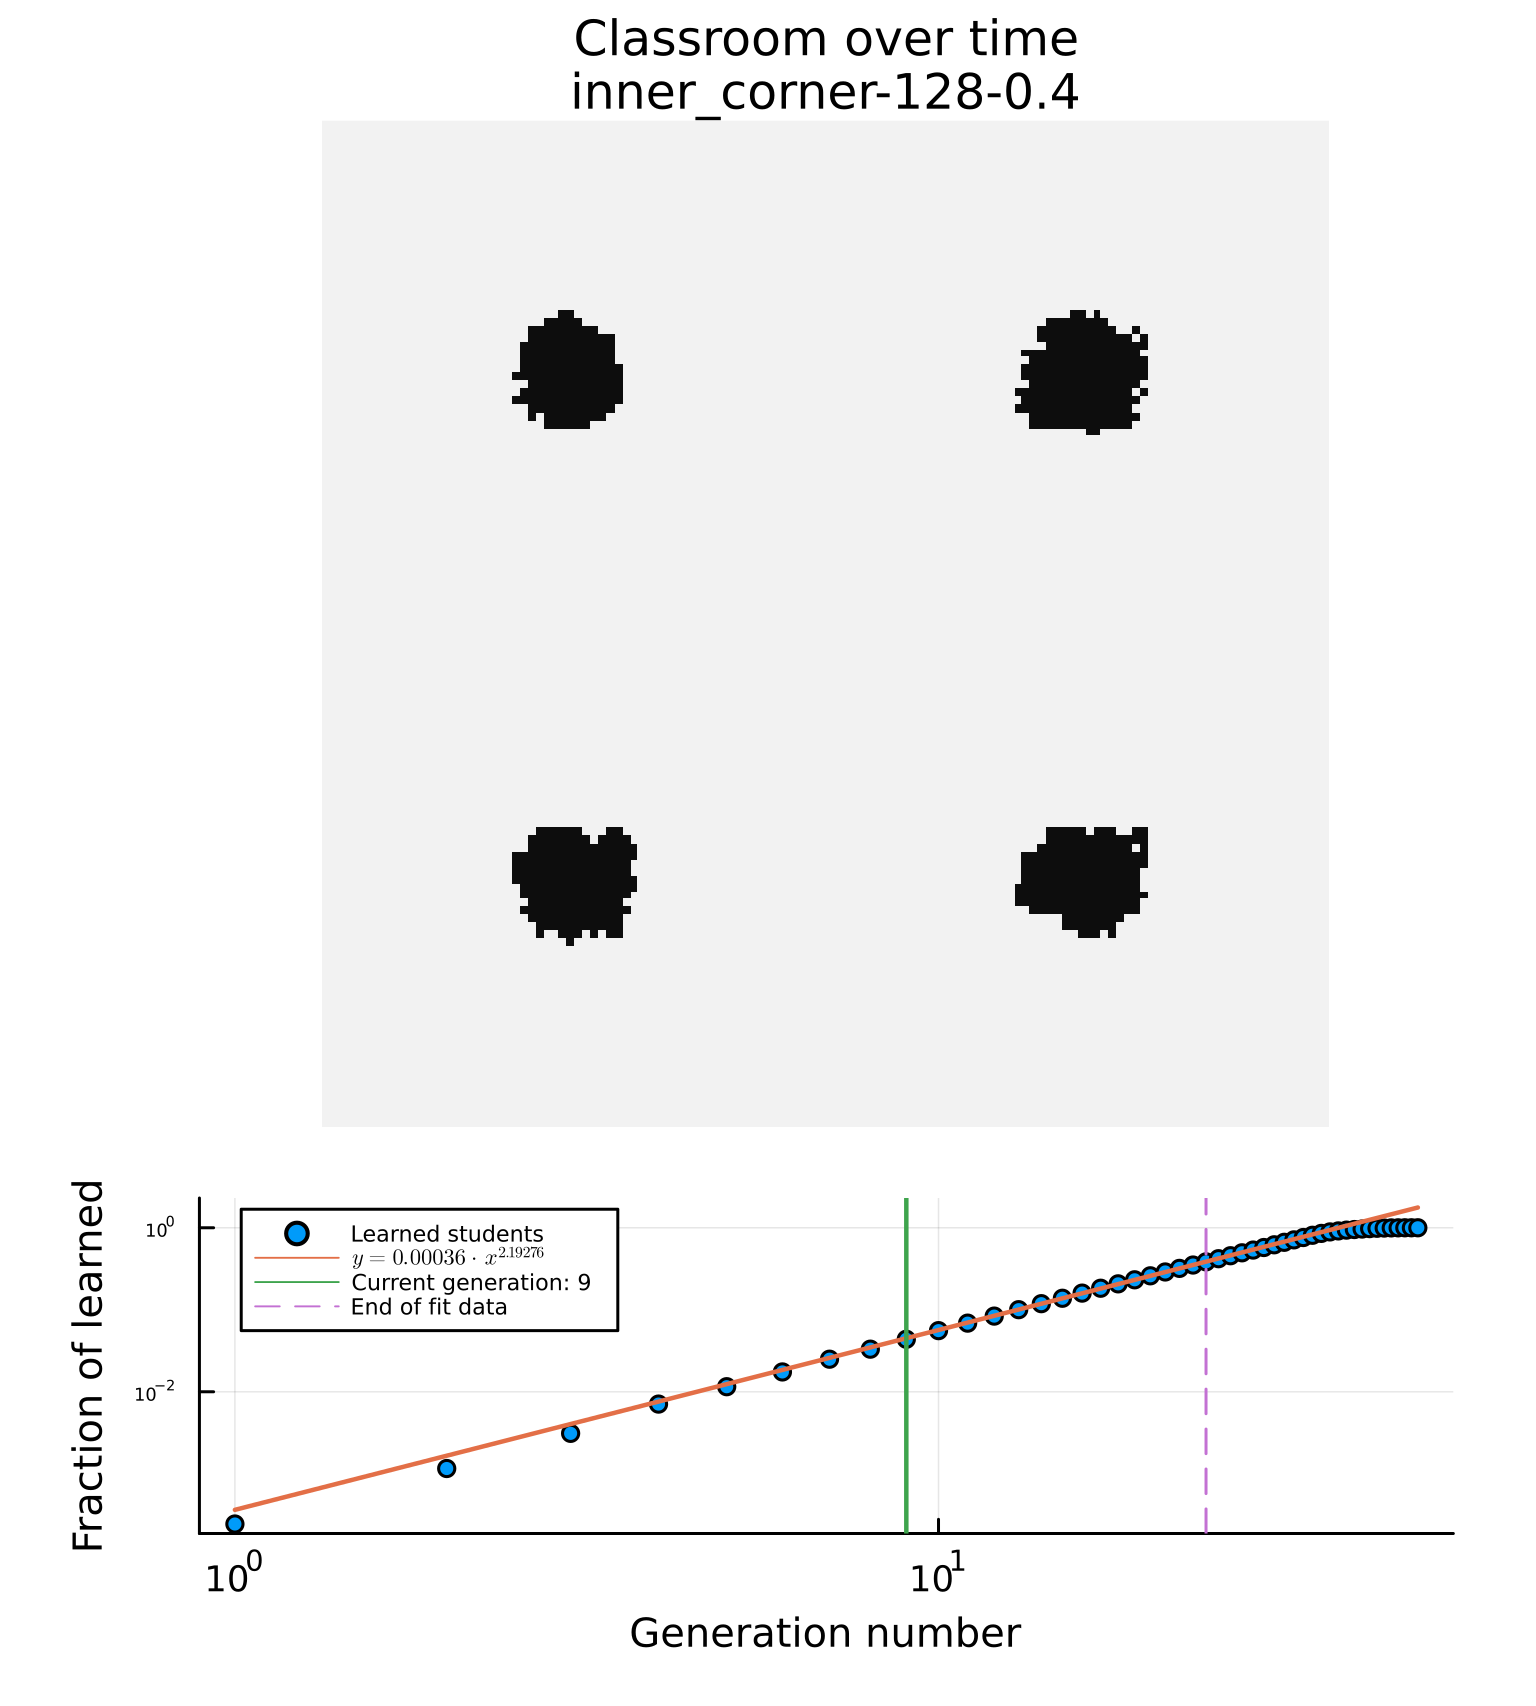 Classroom over time
inner_corner-128-0.4
Fraction of learned
10^0
10^-2
Learned students
y = 0.00036 · x^2.19276
Current generation: 9
End of fit data
10^0
10^1
Generation number